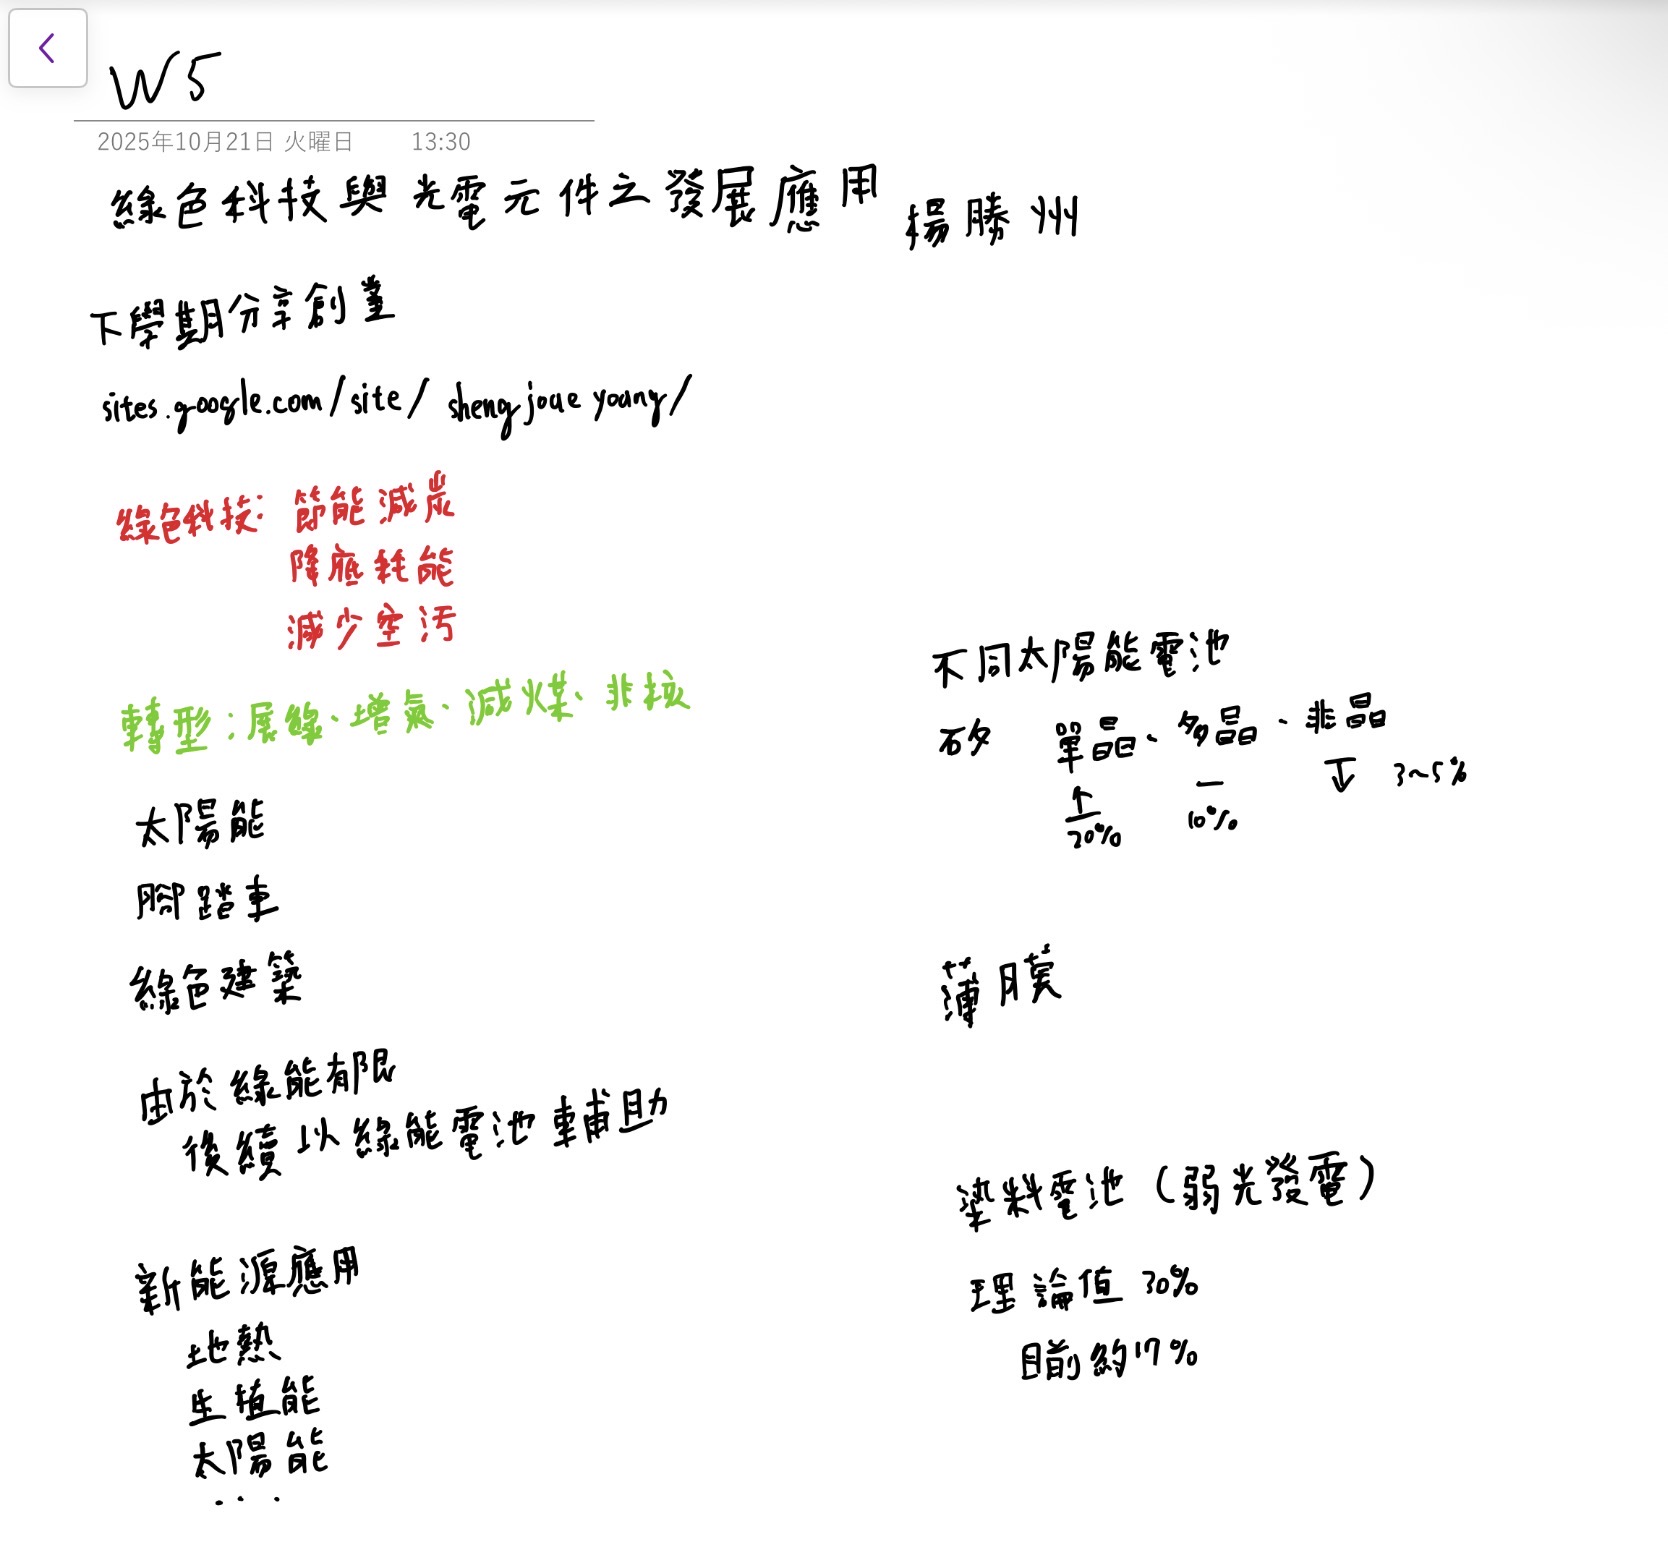 W5
2025年10月21日 火曜日 13:30
綠色科技與光電元件之發展應用 楊勝州
下學期分享創業
sites.google.com/site/shengjoueyoung/
綠色科技: 節能減炭
降底耗能
減少空污
轉型:展綠、增氣、減煤、非核
太陽能
腳踏車
綠色建築
由於綠能有限
後續以綠能電池輔助
新能源應用
地熱
生植能
太陽能
...
不同太陽能電池
矽 單晶、多晶、非晶
↑ — ↓ 3~5%
20% 10%
薄膜
染料電池(弱光發電)
理論值 30%
目前約17%